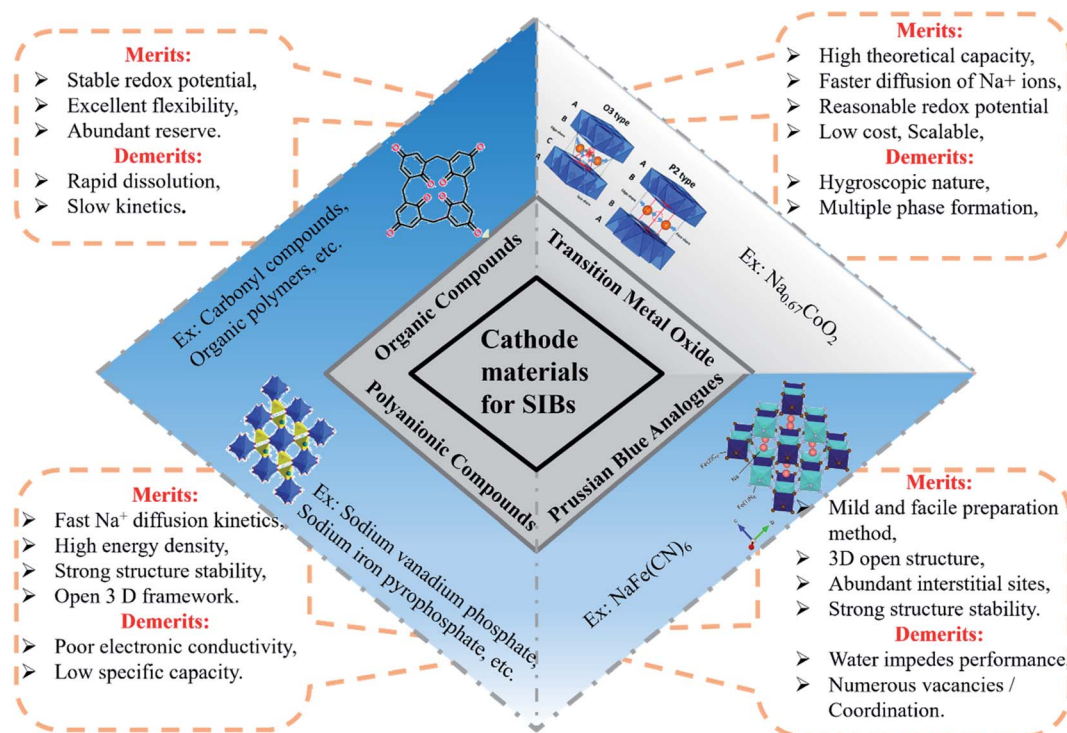 Merits:
➢ Stable redox potential,
➢ Excellent flexibility,
➢ Abundant reserve.
Demerits:
➢ Rapid dissolution,
➢ Slow kinetics.
Merits:
➢ High theoretical capacity,
➢ Faster diffusion of Na+ ions,
➢ Reasonable redox potential
➢ Low cost, Scalable,
Demerits:
➢ Hygroscopic nature,
➢ Multiple phase formation,
O3 type
A
B
C
A
P2 type
A
B
B
A
Ex: Carbonyl compounds,
Organic polymers, etc.
Ex: Na0.67CoO2
Organic Compounds
Transition Metal Oxide
Cathode
materials
for SIBs
Polyanionic Compounds
Prussian Blue Analogues
Ex: Sodium vanadium phosphate,
Sodium iron pyrophosphate, etc.
Ex: NaFe(CN)6
Na
Merits:
➢ Fast Na+ diffusion kinetics,
➢ High energy density,
➢ Strong structure stability,
➢ Open 3 D framework.
Demerits:
➢ Poor electronic conductivity,
➢ Low specific capacity.
Merits:
➢ Mild and facile preparation
method,
➢ 3D open structure,
➢ Abundant interstitial sites,
➢ Strong structure stability.
Demerits:
➢ Water impedes performance,
➢ Numerous vacancies /
Coordination.